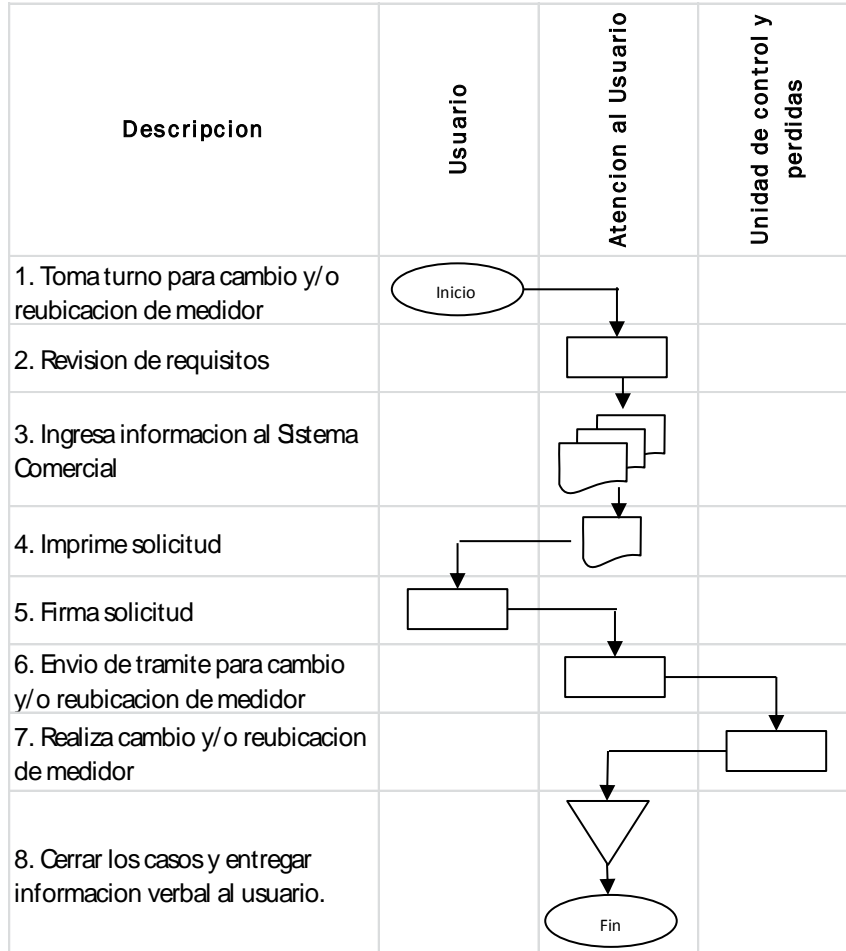 Descripcion
Usuario
Atencion al Usuario
Unidad de control y
perdidas
1. Toma turno para cambio y/o
reubicacion de medidor
Inicio
2. Revision de requisitos
3. Ingresa informacion al Sistema
Comercial
4. Imprime solicitud
5. Firma solicitud
6. Envio de tramite para cambio
y/o reubicacion de medidor
7. Realiza cambio y/o reubicacion
de medidor
8. Cerrar los casos y entregar
informacion verbal al usuario.
Fin